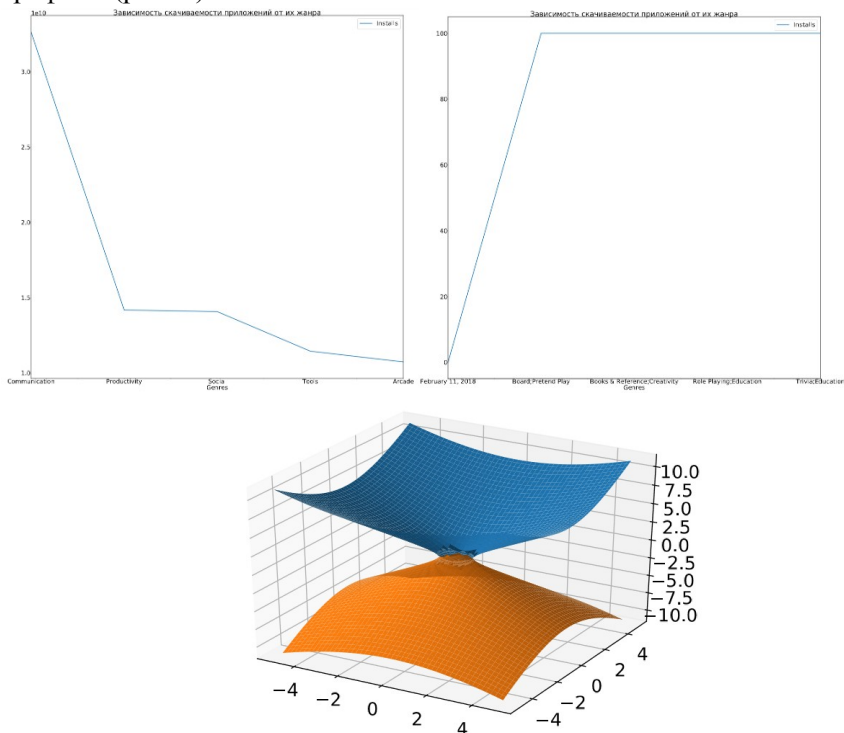 1e10
Зависимость скачиваемости приложений от их жанра
Installs
3.0
2.5
2.0
1.5
1.0
Communication Productivity Socia Tools Arcade
Genres
Зависимость скачиваемости приложений от их жанра
Installs
100
80
60
40
20
0
February 11, 2018 Board;Pretend Play Books & Reference;Creativity Role Playing;Education Trivia;Education
Genres
10.0
7.5
5.0
2.5
0.0
−2.5
−5.0
−7.5
−10.0
−4 −2 0 2 4
−4 −2 0 2 4